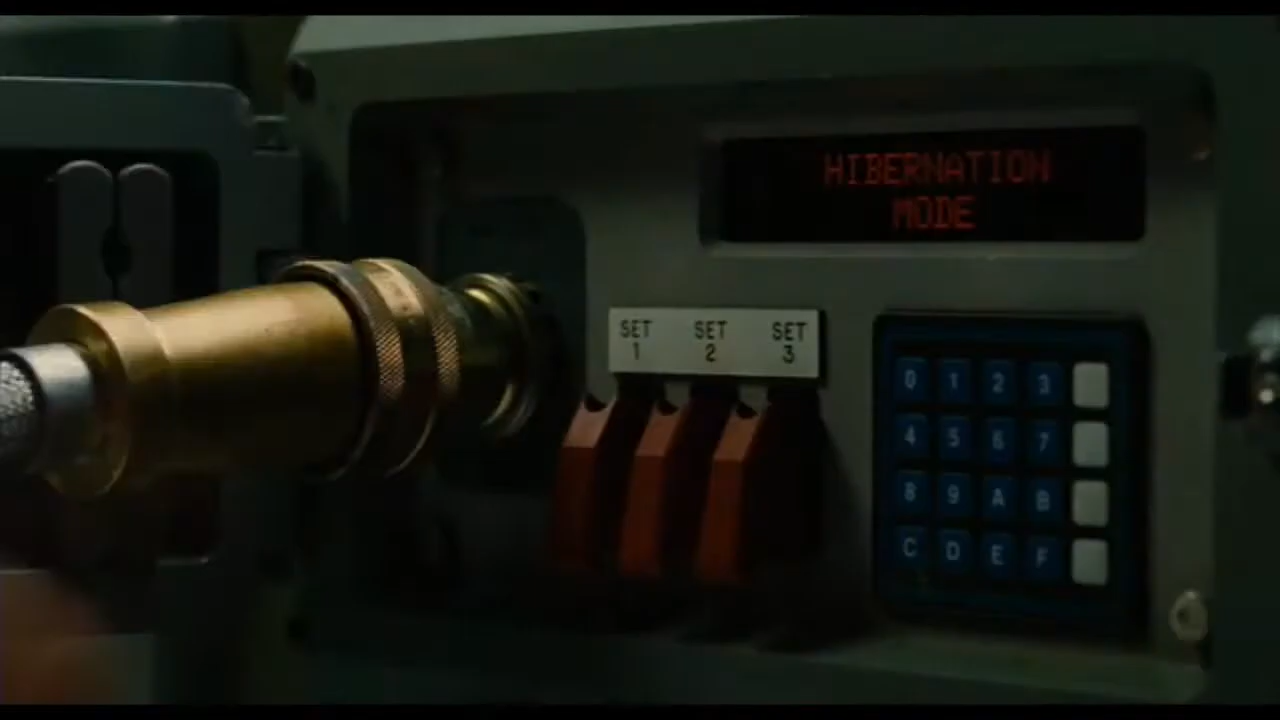 HIBERNATION
MODE
SET SET SET
1 2 3
0 1 2 3
4 5 6 7
8 9 A B
C D E F